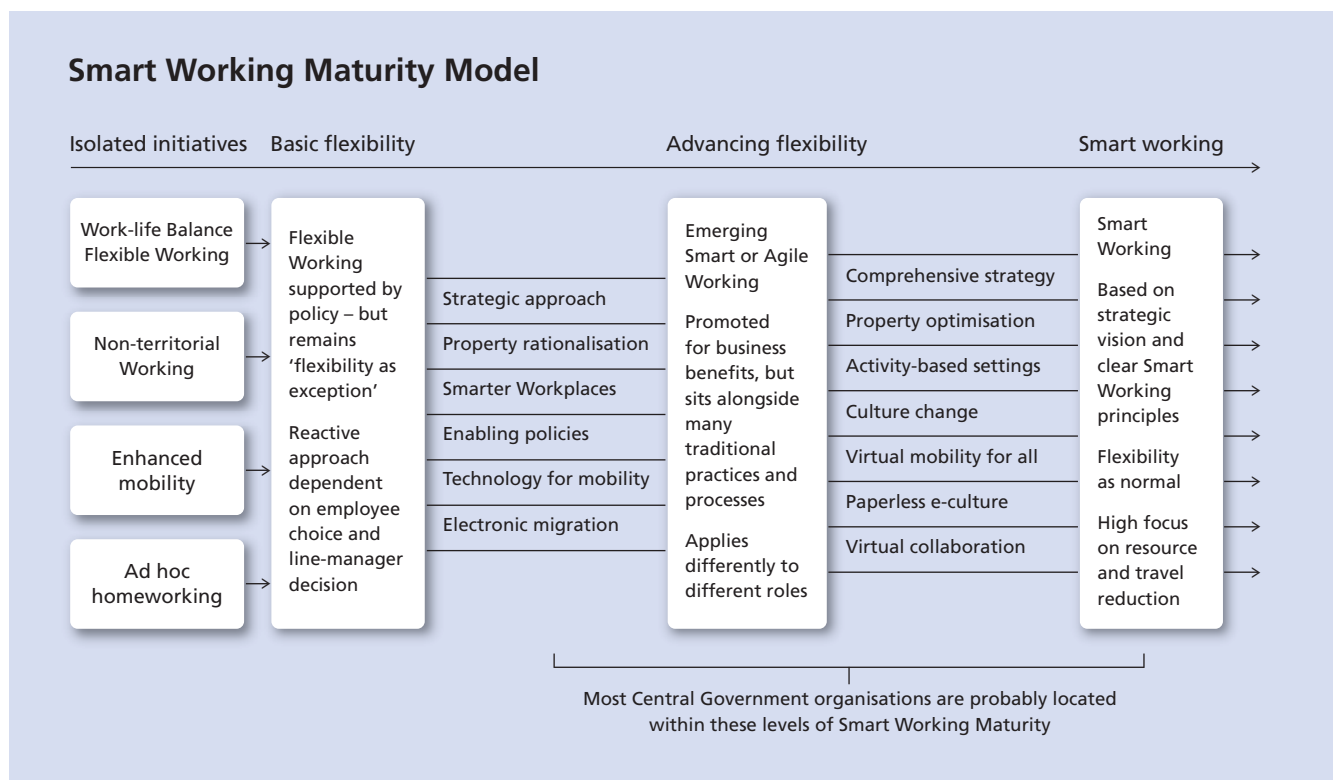 Smart Working Maturity Model
Isolated initiatives
Basic flexibility
Advancing flexibility
Smart working
Work-life Balance
Flexible Working
Non-territorial
Working
Enhanced
mobility
Ad hoc
homeworking
Flexible
Working
supported by
policy – but
remains
‘flexibility as
exception’
Reactive
approach
dependent
on employee
choice and
line-manager
decision
Strategic approach
Property rationalisation
Smarter Workplaces
Enabling policies
Technology for mobility
Electronic migration
Emerging
Smart or Agile
Working
Promoted
for business
benefits, but
sits alongside
many
traditional
practices and
processes
Applies
differently to
different roles
Comprehensive strategy
Property optimisation
Activity-based settings
Culture change
Virtual mobility for all
Paperless e-culture
Virtual collaboration
Smart
Working
Based on
strategic
vision and
clear Smart
Working
principles
Flexibility
as normal
High focus
on resource
and travel
reduction
Most Central Government organisations are probably located
within these levels of Smart Working Maturity